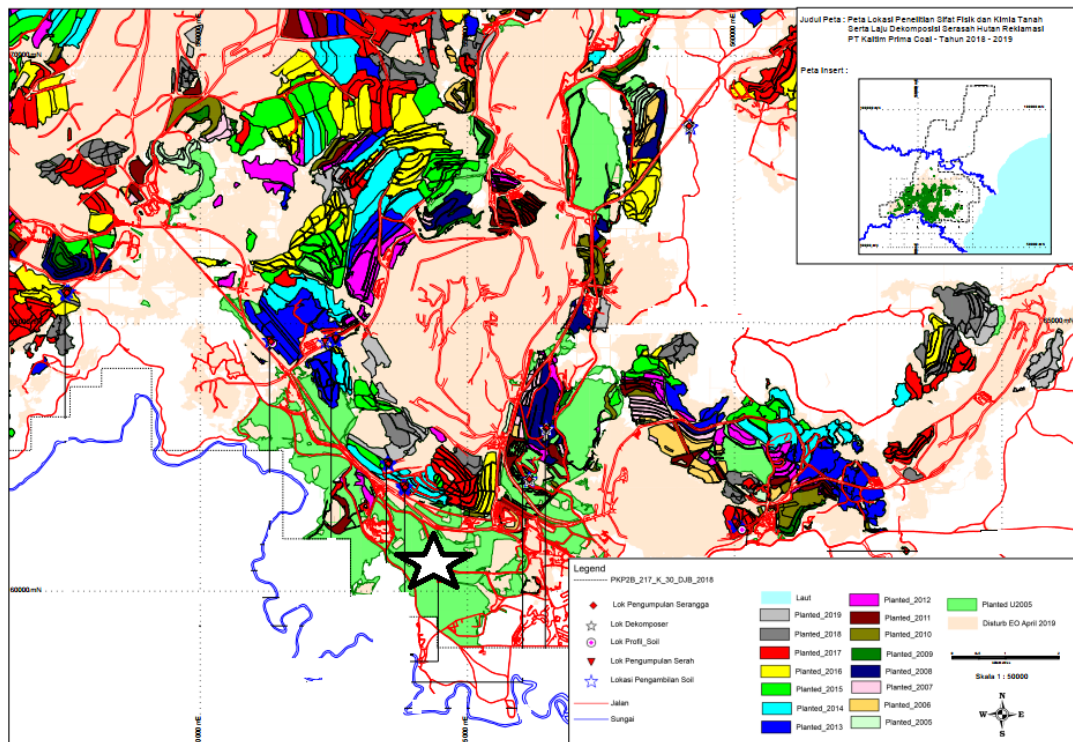 Judul Peta : Peta Lokasi Penelitian Sifat Fisik dan Kimia Tanah
Serta Laju Dekomposisi Serasah Hutan Reklamasi
PT Kaltim Prima Coal - Tahun 2018 - 2019
Peta Insert :
60000 mN
Legend
PKP2B_217_K_30_DJB_2018
Lok Pengumpulan Serangga
Lok Dekomposer
Lok Profil_Soil
Lok Pengumpulan Serah
Lokasi Pengambilan Soil
Jalan
Sungai
Laut
Planted_2019
Planted_2018
Planted_2017
Planted_2016
Planted_2015
Planted_2014
Planted_2013
Planted_2012
Planted_2011
Planted_2010
Planted_2009
Planted_2008
Planted_2007
Planted_2006
Planted_2005
Planted U2005
Disturb EO April 2019
Skala 1 : 50000
N
W
E
S